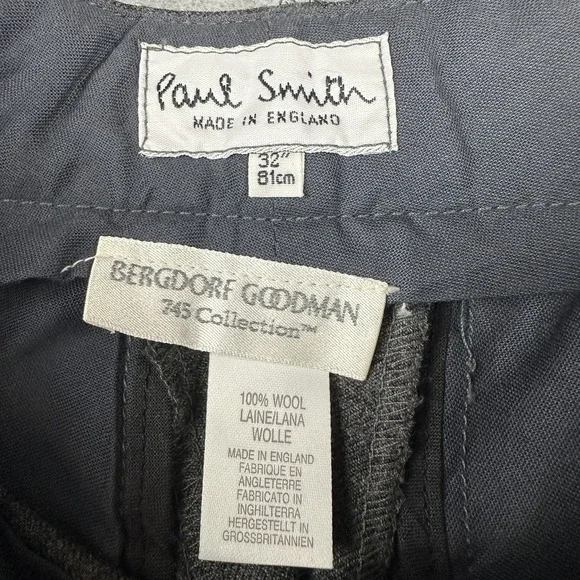 Paul Smith
MADE IN ENGLAND
32"
81cm
BERGDORF GOODMAN
745 Collection™
100% WOOL
LAINE/LANA
WOLLE
MADE IN ENGLAND
FABRIQUE EN
ANGLETERRE
FABRICATO IN
INGHILTERRA
HERGESTELLT IN
GROSSBRITANNIEN